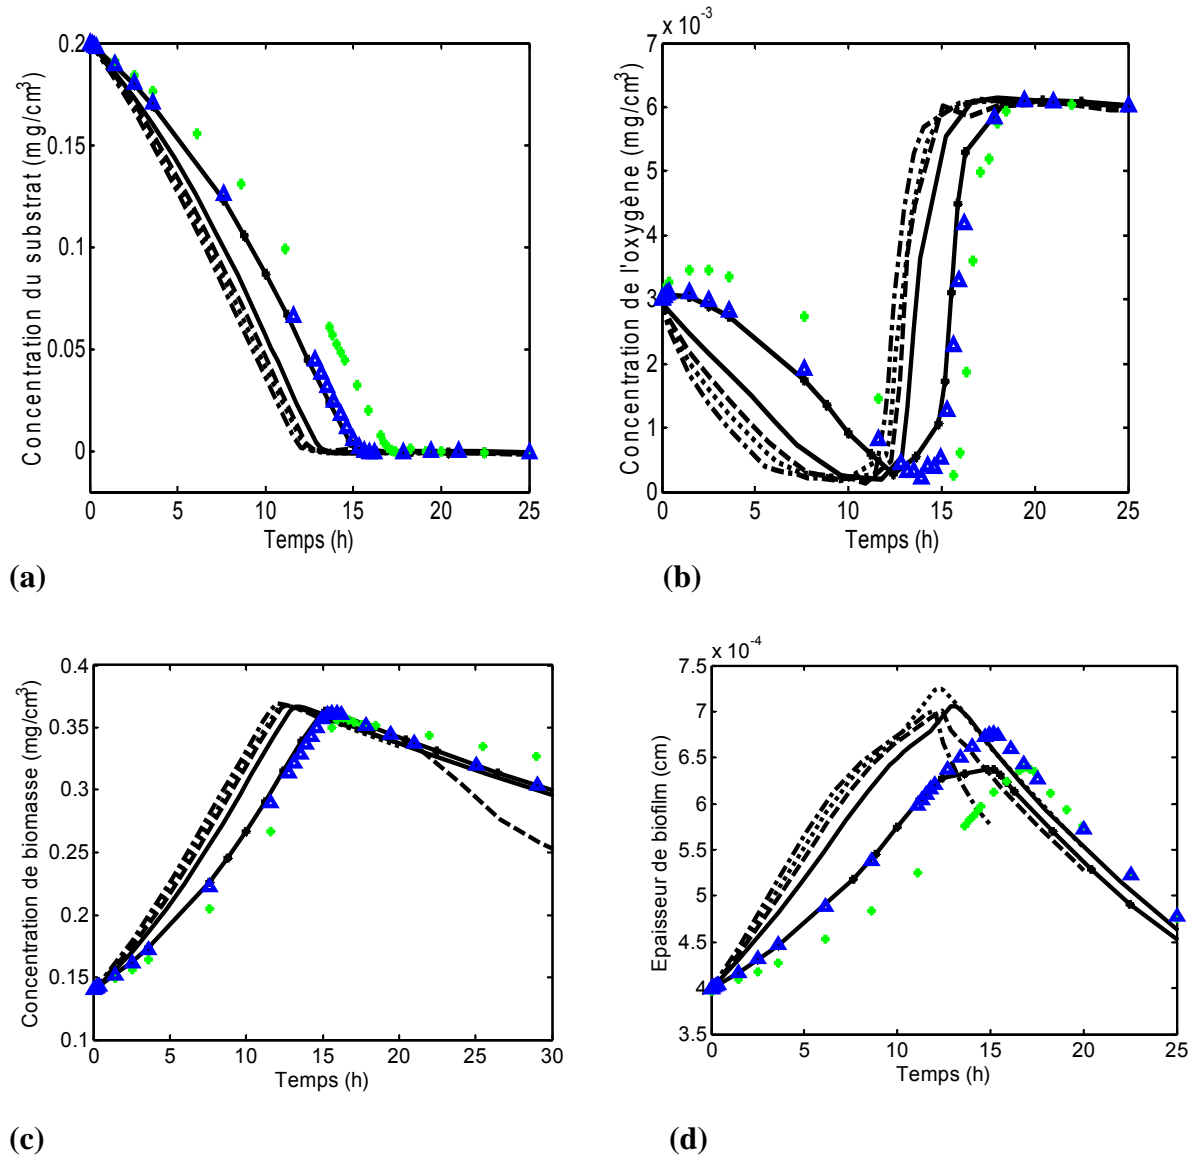 0.2
0.15
0.1
0.05
0
0 5 10 15 20 25
Concentration du substrat (mg/cm³)
Temps (h)
(a)
x 10⁻³
7
6
5
4
3
2
1
0
0 5 10 15 20 25
Concentration de l'oxygène (mg/cm³)
Temps (h)
(b)
0.4
0.35
0.3
0.25
0.2
0.15
0.1
0 5 10 15 20 25 30
Concentration de biomasse (mg/cm³)
Temps (h)
(c)
x 10⁻⁴
7.5
7
6.5
6
5.5
5
4.5
4
3.5
0 5 10 15 20 25
Epaisseur de biofilm (cm)
Temps (h)
(d)